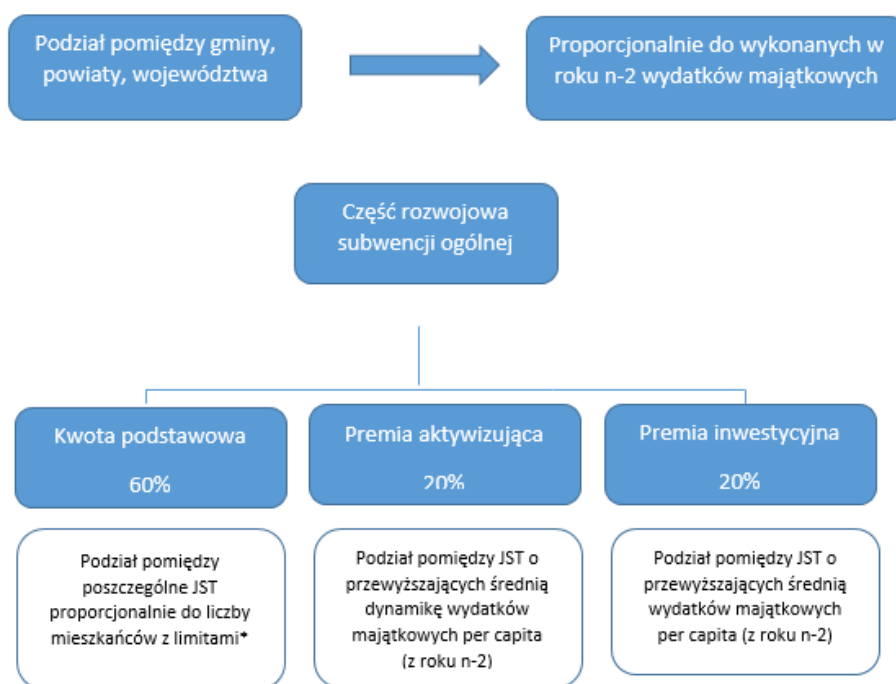 Podział pomiędzy gminy,
powiaty, województwa
Proporcjonalnie do wykonanych w
roku n-2 wydatków majątkowych
Część rozwojowa
subwencji ogólnej
Kwota podstawowa
60%
Premia aktywizująca
20%
Premia inwestycyjna
20%
Podział pomiędzy
poszczególne JST
proporcjonalnie do liczby
mieszkańców z limitami*
Podział pomiędzy JST o
przewyższających średnią
dynamikę wydatków
majątkowych per capita
(z roku n-2)
Podział pomiędzy JST o
przewyższających średnią
wydatków majątkowych
per capita (z roku n-2)